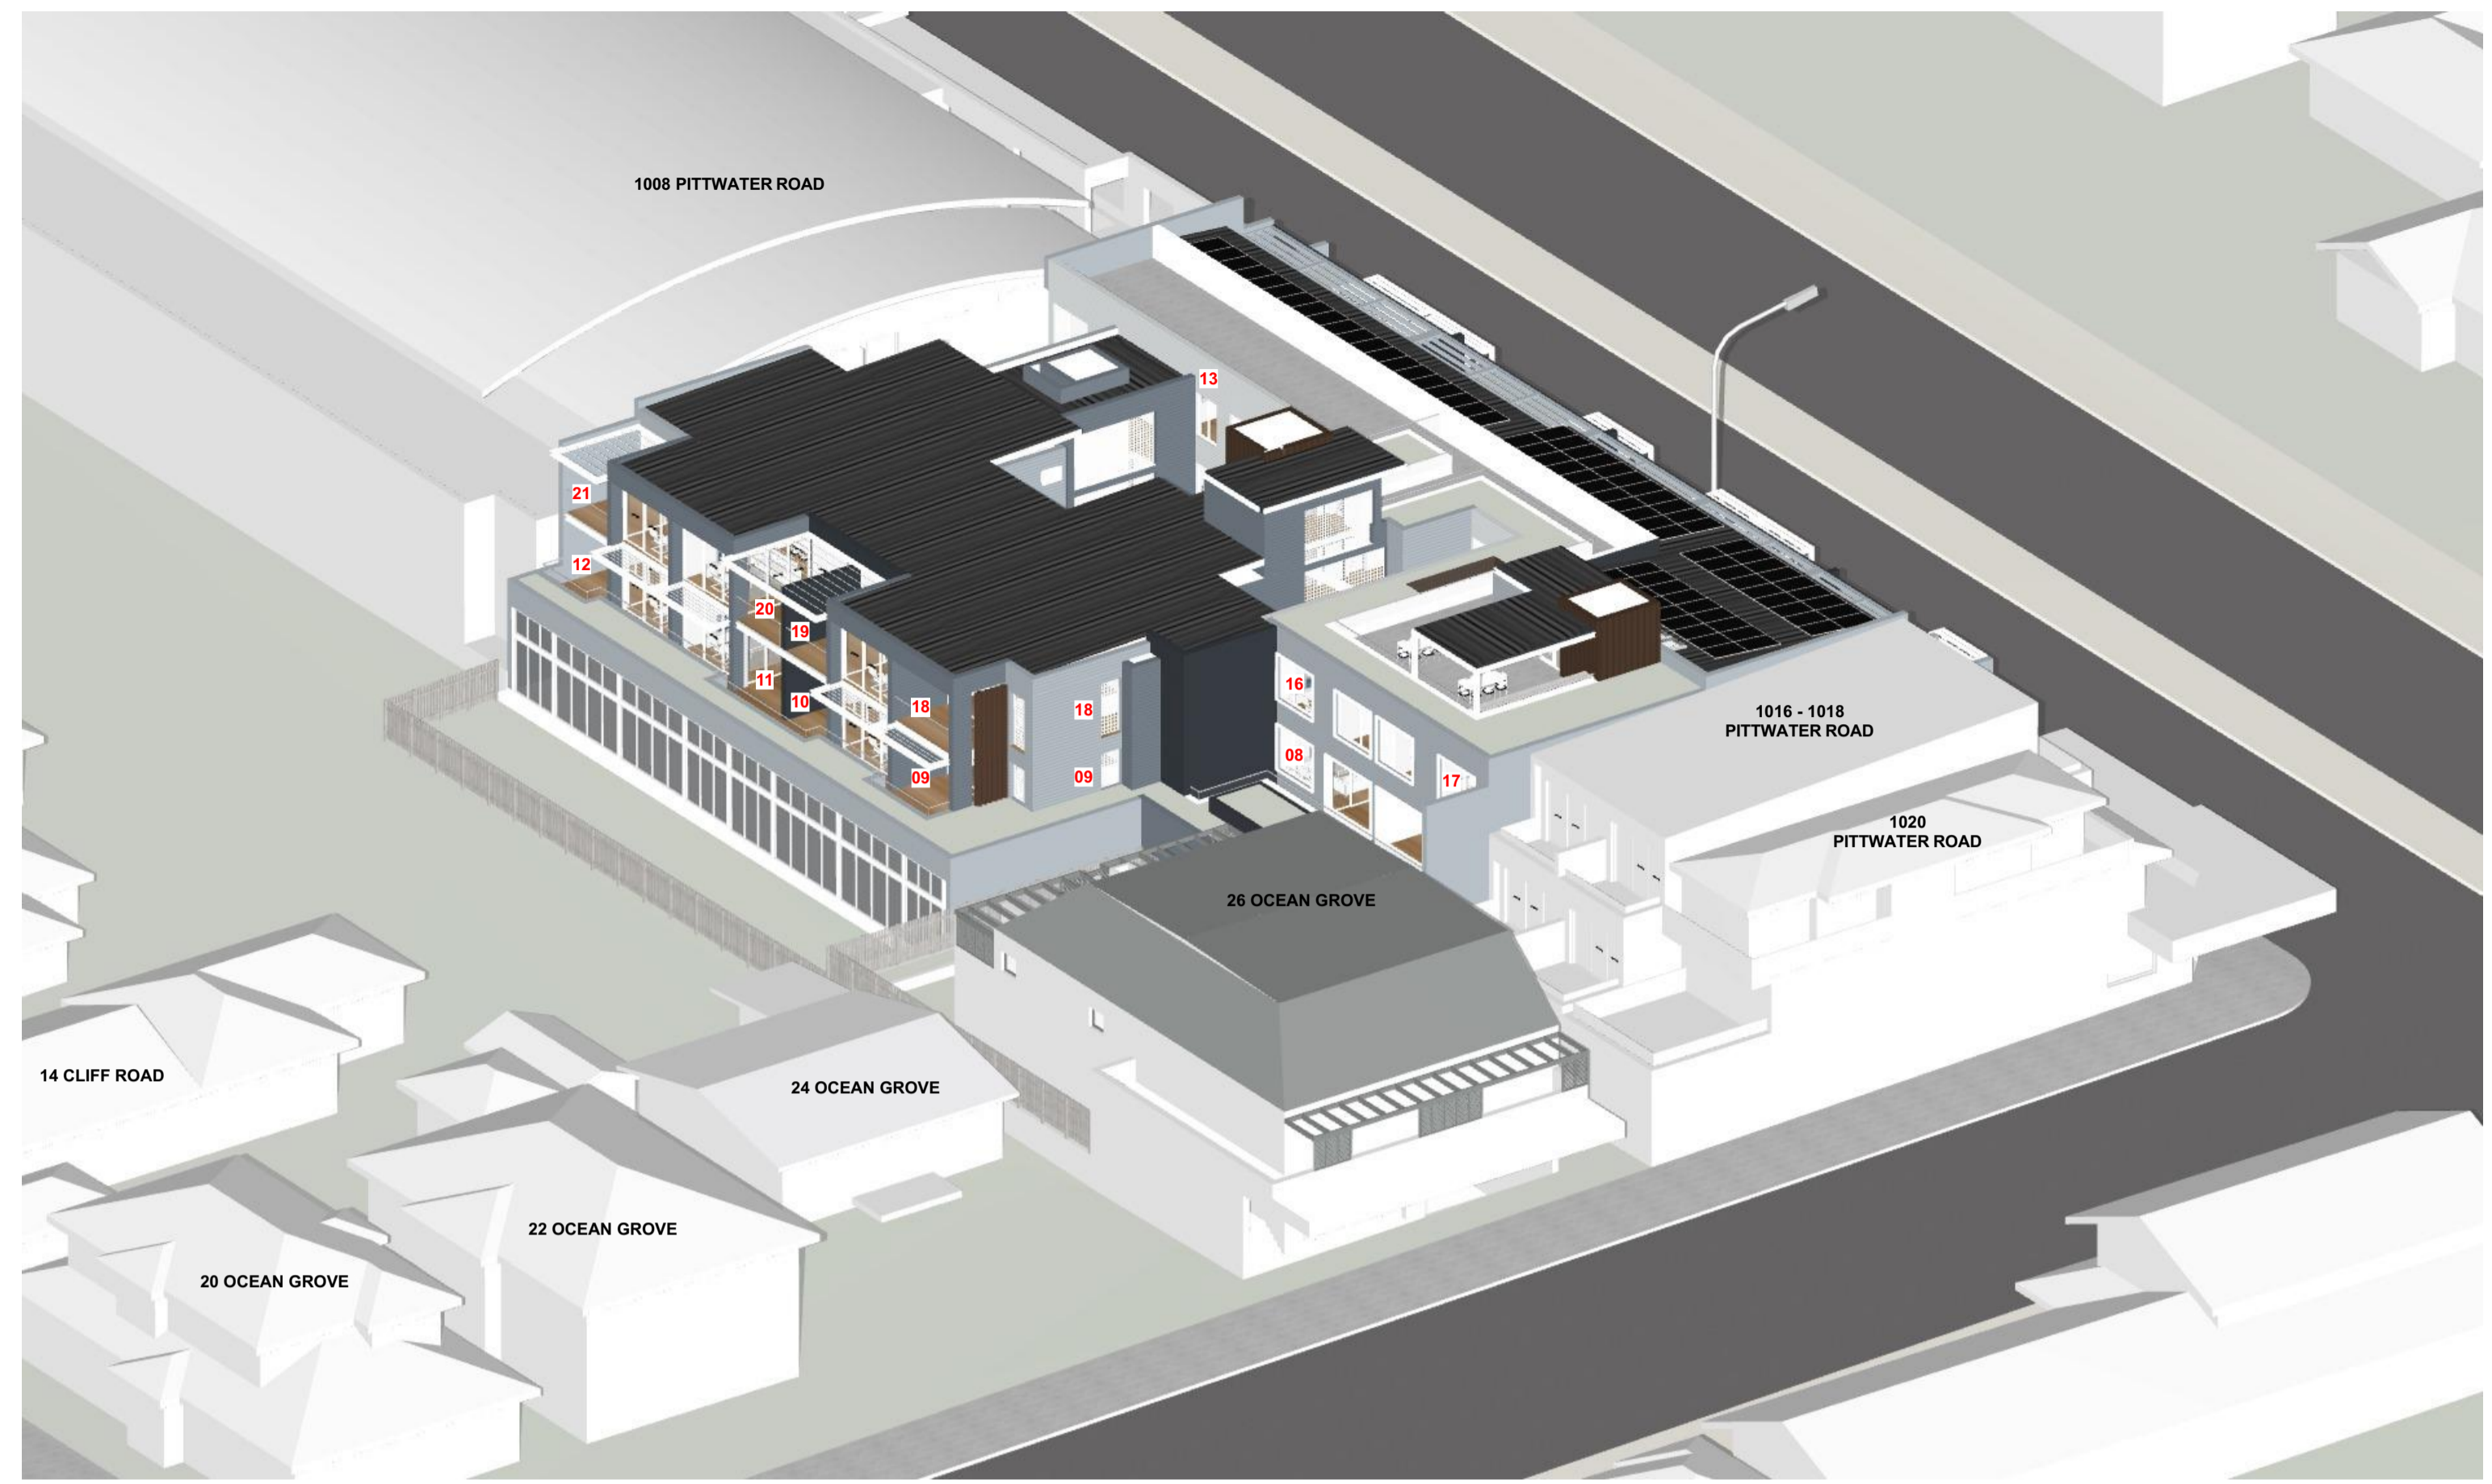 1008 PITTWATER ROAD
13
21
12
20
19
11
10
18
18
09
09
16
08
17
1016 - 1018
PITTWATER ROAD
1020
PITTWATER ROAD
26 OCEAN GROVE
14 CLIFF ROAD
24 OCEAN GROVE
22 OCEAN GROVE
20 OCEAN GROVE